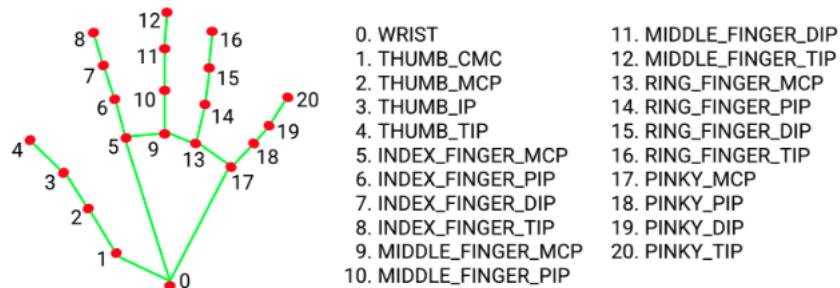 12
8
16
11
7
15
20
10
6
14
19
4
5
9
13
18
3
17
2
1
0
0. WRIST
1. THUMB_CMC
2. THUMB_MCP
3. THUMB_IP
4. THUMB_TIP
5. INDEX_FINGER_MCP
6. INDEX_FINGER_PIP
7. INDEX_FINGER_DIP
8. INDEX_FINGER_TIP
9. MIDDLE_FINGER_MCP
10. MIDDLE_FINGER_PIP
11. MIDDLE_FINGER_DIP
12. MIDDLE_FINGER_TIP
13. RING_FINGER_MCP
14. RING_FINGER_PIP
15. RING_FINGER_DIP
16. RING_FINGER_TIP
17. PINKY_MCP
18. PINKY_PIP
19. PINKY_DIP
20. PINKY_TIP